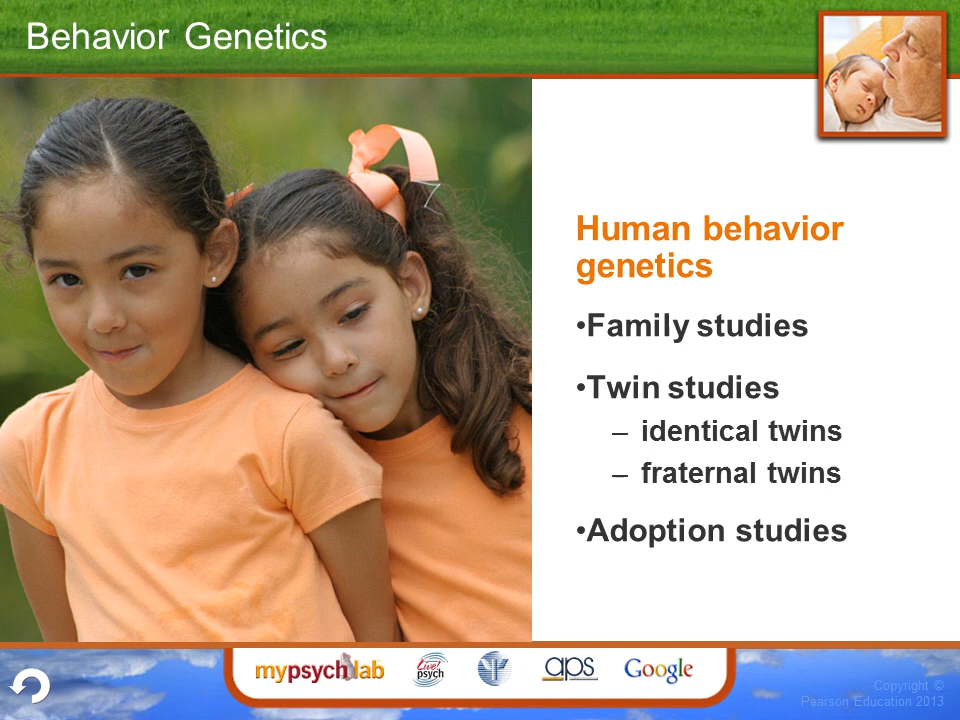 Behavior Genetics
Human behavior
genetics
•Family studies
•Twin studies
– identical twins
– fraternal twins
•Adoption studies
mypsychlab
Live!
psych
aps
Google
Copyright ©
Pearson Education 2013